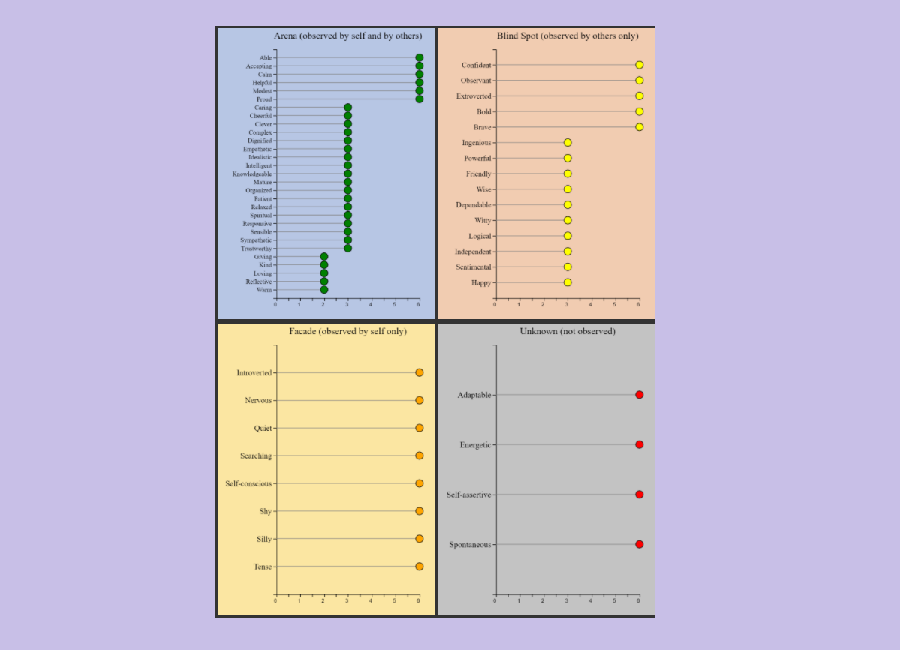 Arena (observed by self and by others)
Able
Accepting
Calm
Helpful
Modest
Proud
Caring
Cheerful
Clever
Complex
Dignified
Empathetic
Idealistic
Intelligent
Knowledgeable
Mature
Organized
Patient
Relaxed
Spirited
Responsive
Sensible
Sympathetic
Trustworthy
Giving
Kind
Loving
Reflective
Warm
0 1 2 3 4 5 6
Blind Spot (observed by others only)
Confident
Observant
Extroverted
Bold
Brave
Ingenious
Powerful
Friendly
Wise
Dependable
Witty
Logical
Independent
Sentimental
Happy
0 1 2 3 4 5 6
Facade (observed by self only)
Introverted
Nervous
Quiet
Searching
Self-conscious
Shy
Silly
Tense
0 1 2 3 4 5 6
Unknown (not observed)
Adaptable
Energetic
Self-assertive
Spontaneous
0 1 2 3 4 5 6